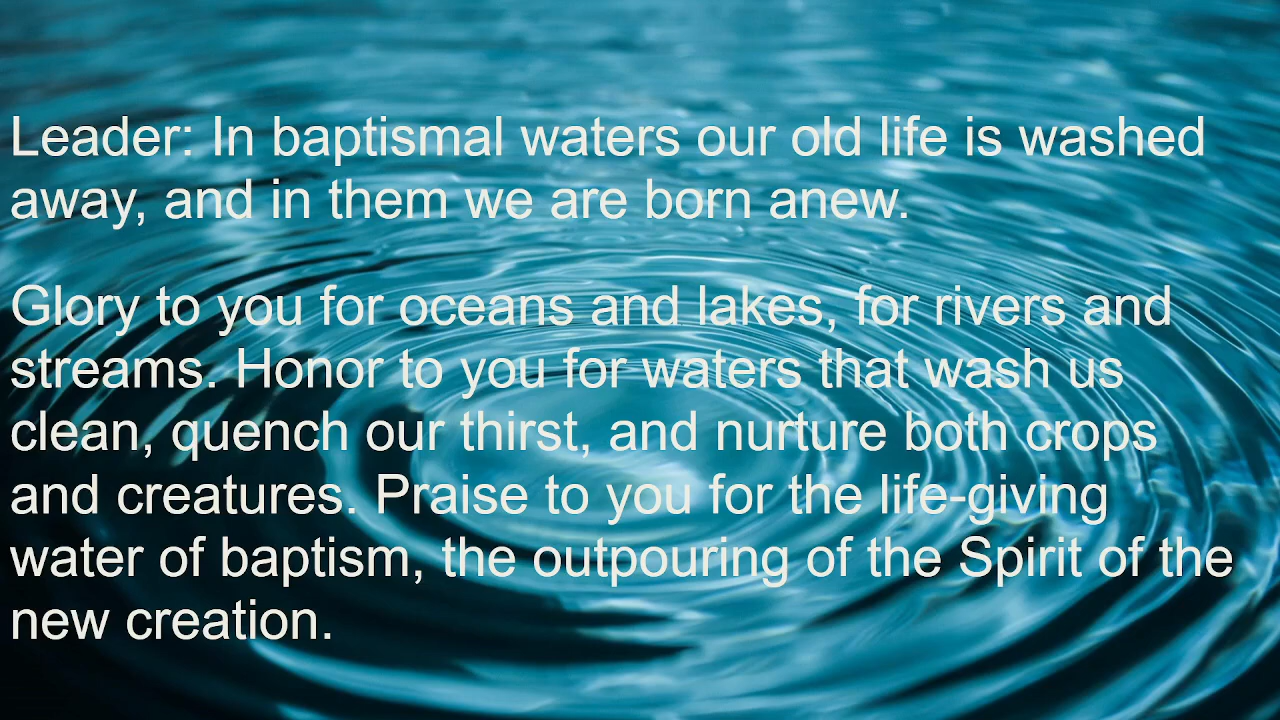 Leader: In baptismal waters our old life is washed
away, and in them we are born anew.
Glory to you for oceans and lakes, for rivers and
streams. Honor to you for waters that wash us
clean, quench our thirst, and nurture both crops
and creatures. Praise to you for the life-giving
water of baptism, the outpouring of the Spirit of the
new creation.